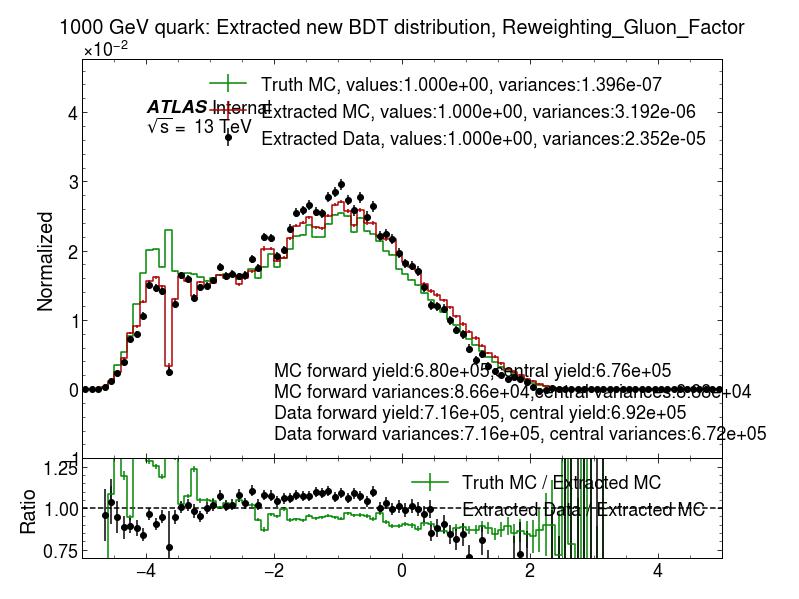 1000 GeV quark: Extracted new BDT distribution, Reweighting_Gluon_Factor
×10⁻²
Truth MC, values:1.000e+00, variances:1.396e-07
ATLAS Internal
Extracted MC, values:1.000e+00, variances:3.192e-06
√s = 13 TeV
Extracted Data, values:1.000e+00, variances:2.352e-05
4
3
2
1
0
Normalized
MC forward yield:6.80e+05, central yield:6.76e+05
MC forward variances:8.66e+04,central variances: e+04
Data forward yield:7.16e+05, central yield:6.92e+05
Data forward variances:7.16e+05, central variances:6.72e+05
1
1.25
1.00
0.75
Ratio
Truth MC / Extracted MC
Extracted Data / Extracted MC
−4
−2
0
2
4